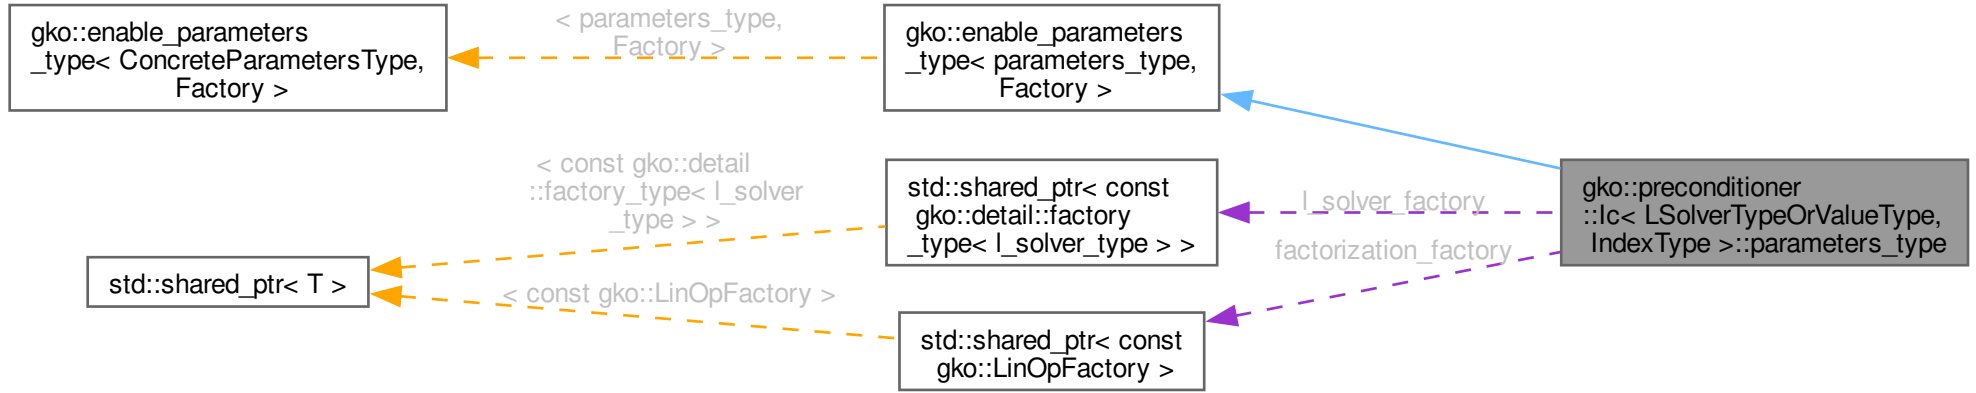 gko::enable_parameters
_type< ConcreteParametersType,
Factory >
< parameters_type,
Factory >
gko::enable_parameters
_type< parameters_type,
Factory >
< const gko::detail
::factory_type< l_solver
_type > >
std::shared_ptr< const
gko::detail::factory
_type< l_solver_type > >
l_solver_factory
gko::preconditioner
::Ic< LSolverTypeOrValueType,
IndexType >::parameters_type
factorization_factory
std::shared_ptr< T >
< const gko::LinOpFactory >
std::shared_ptr< const
gko::LinOpFactory >